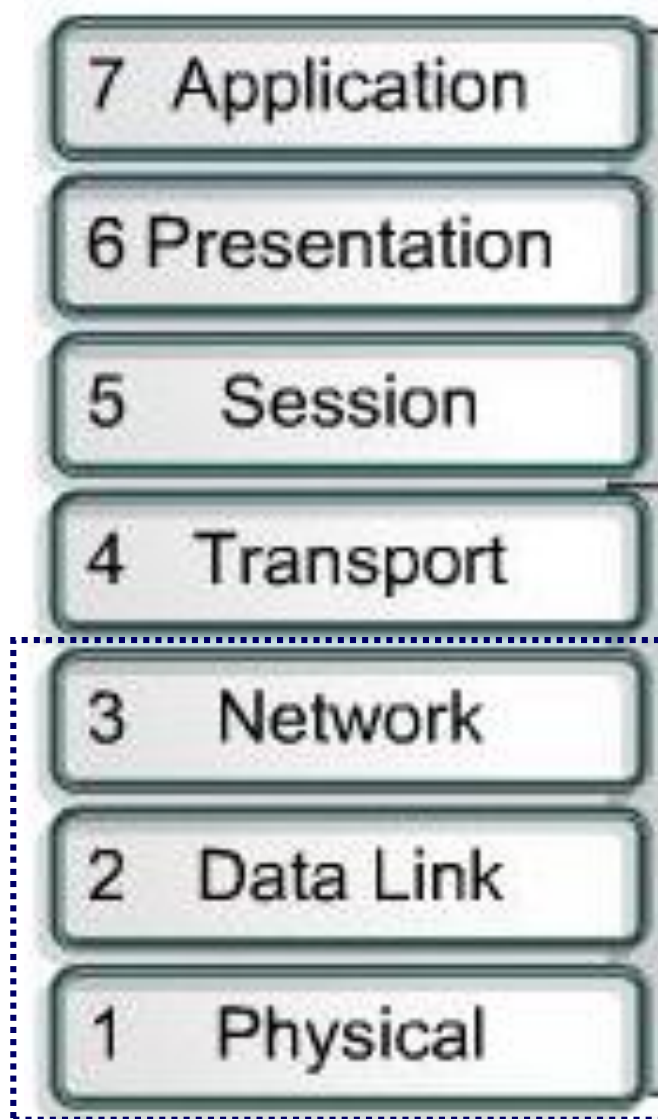 7 Application
6 Presentation
5 Session
4 Transport
3 Network
2 Data Link
1 Physical